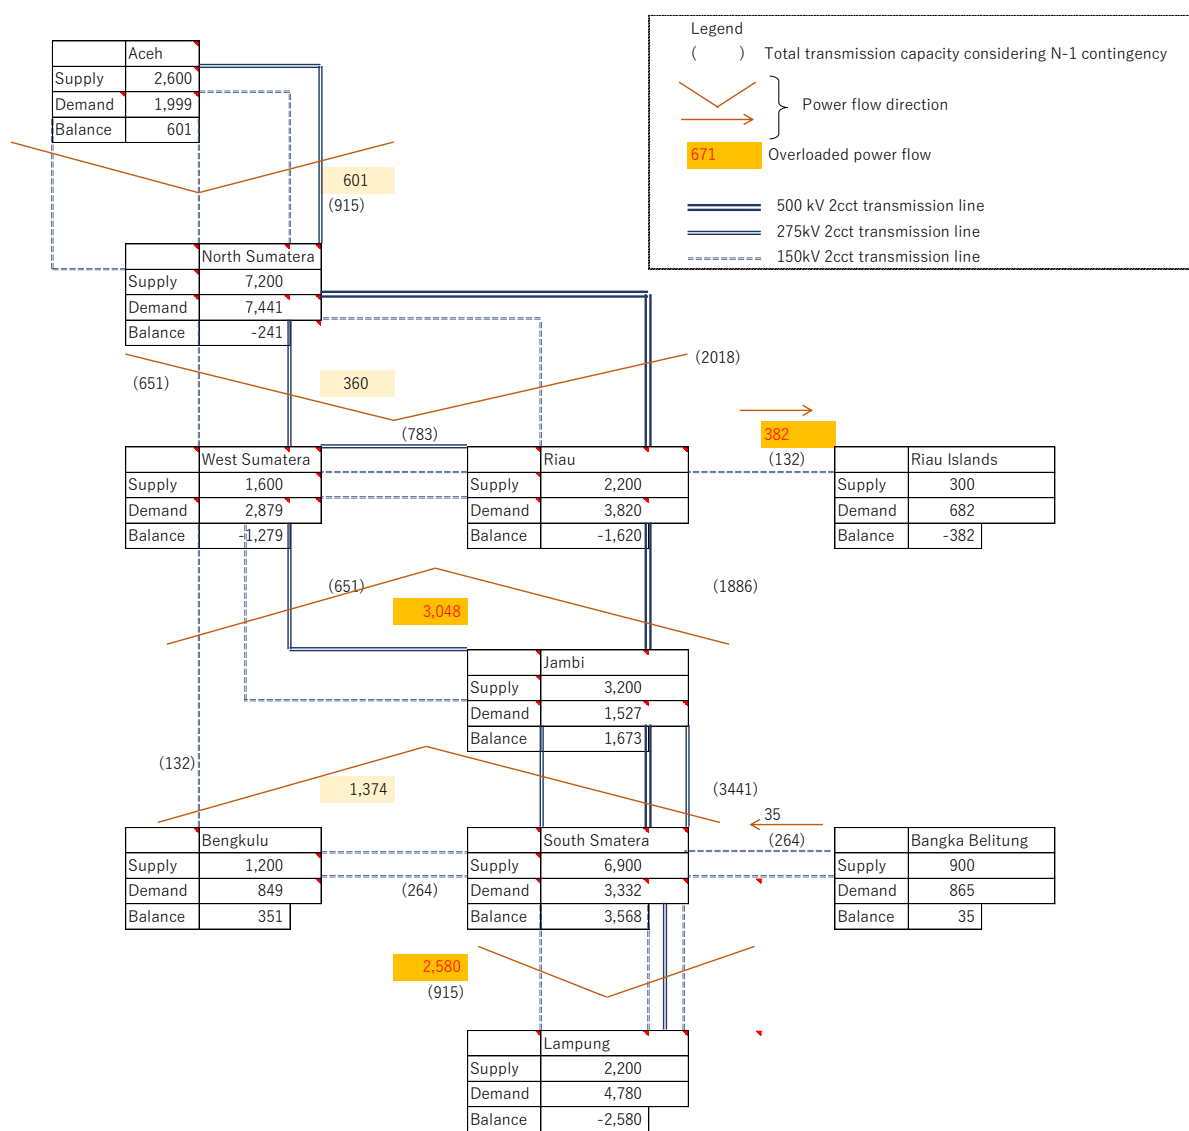 Legend
( ) Total transmission capacity considering N-1 contingency
Power flow direction
671 Overloaded power flow
500 kV 2cct transmission line
275kV 2cct transmission line
150kV 2cct transmission line
Aceh
Supply 2,600
Demand 1,999
Balance 601
601
(915)
North Sumatera
Supply 7,200
Demand 7,441
Balance -241
(2018)
(651) 360
(783)
382
(132)
West Sumatera
Supply 1,600
Demand 2,879
Balance -1,279
Riau
Supply 2,200
Demand 3,820
Balance -1,620
Riau Islands
Supply 300
Demand 682
Balance -382
(651) (1886)
3,048
Jambi
Supply 3,200
Demand 1,527
Balance 1,673
(132)
1,374 (3441)
35
(264)
Bengkulu
Supply 1,200
Demand 849
Balance 351
(264)
South Smatera
Supply 6,900
Demand 3,332
Balance 3,568
Bangka Belitung
Supply 900
Demand 865
Balance 35
2,580
(915)
Lampung
Supply 2,200
Demand 4,780
Balance -2,580